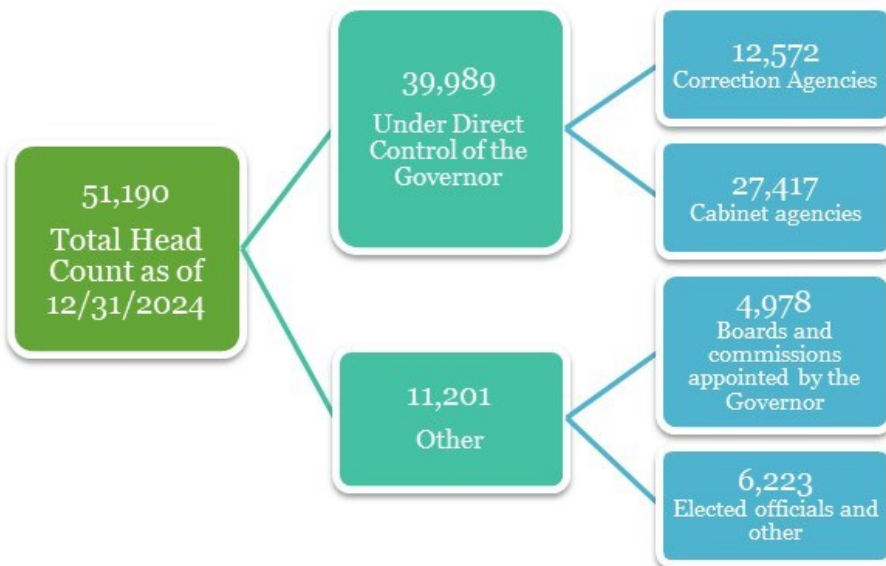 51,190
Total Head
Count as of
12/31/2024
39,989
Under Direct
Control of the
Governor
12,572
Correction Agencies
27,417
Cabinet agencies
11,201
Other
4,978
Boards and
commissions
appointed by the
Governor
6,223
Elected officials and
other